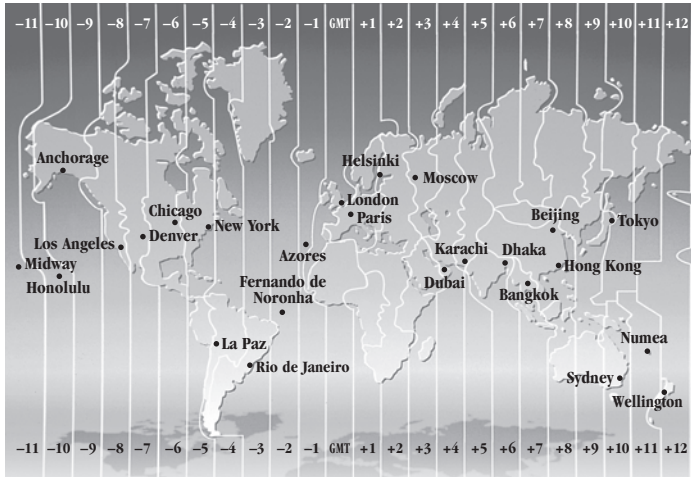 −11 −10 −9 −8 −7 −6 −5 −4 −3 −2 −1 GMT +1 +2 +3 +4 +5 +6 +7 +8 +9 +10 +11 +12
Anchorage
Helsinki
Moscow
London
Paris
Chicago
New York
Denver
Los Angeles
Beijing
Tokyo
Azores
Karachi
Dhaka
Midway
Honolulu
Hong Kong
Dubai
Bangkok
Fernando de
Noronha
La Paz
Rio de Janeiro
Numea
Sydney
Wellington
−11 −10 −9 −8 −7 −6 −5 −4 −3 −2 −1 GMT +1 +2 +3 +4 +5 +6 +7 +8 +9 +10 +11 +12